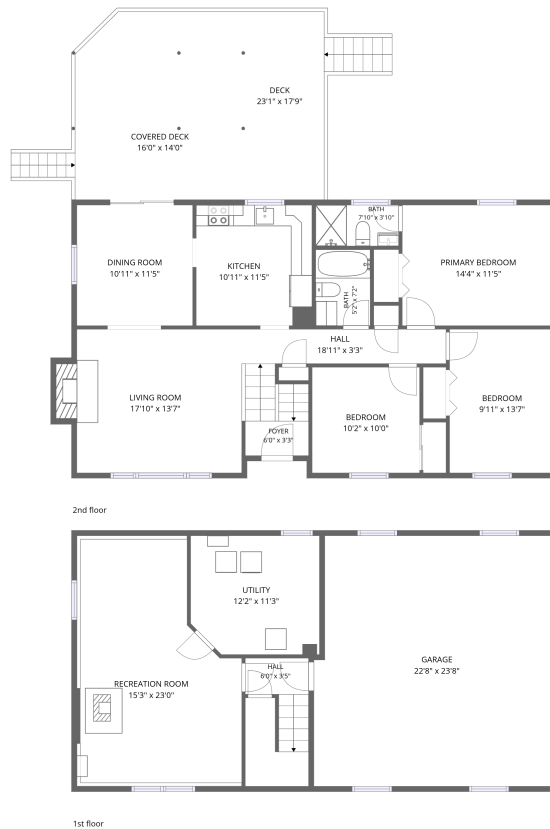 DECK
23'1" x 17'9"
COVERED DECK
16'0" x 14'0"
BATH
7'10" x 3'10"
DINING ROOM
10'11" x 11'5"
KITCHEN
10'11" x 11'5"
BATH
5'2" x 7'2"
PRIMARY BEDROOM
14'4" x 11'5"
HALL
18'11" x 3'3"
LIVING ROOM
17'10" x 13'7"
BEDROOM
9'11" x 13'7"
BEDROOM
10'2" x 10'0"
FOYER
6'0" x 3'3"
2nd floor
UTILITY
12'2" x 11'3"
GARAGE
22'8" x 23'8"
HALL
6'0" x 3'5"
RECREATION ROOM
15'3" x 23'0"
1st floor